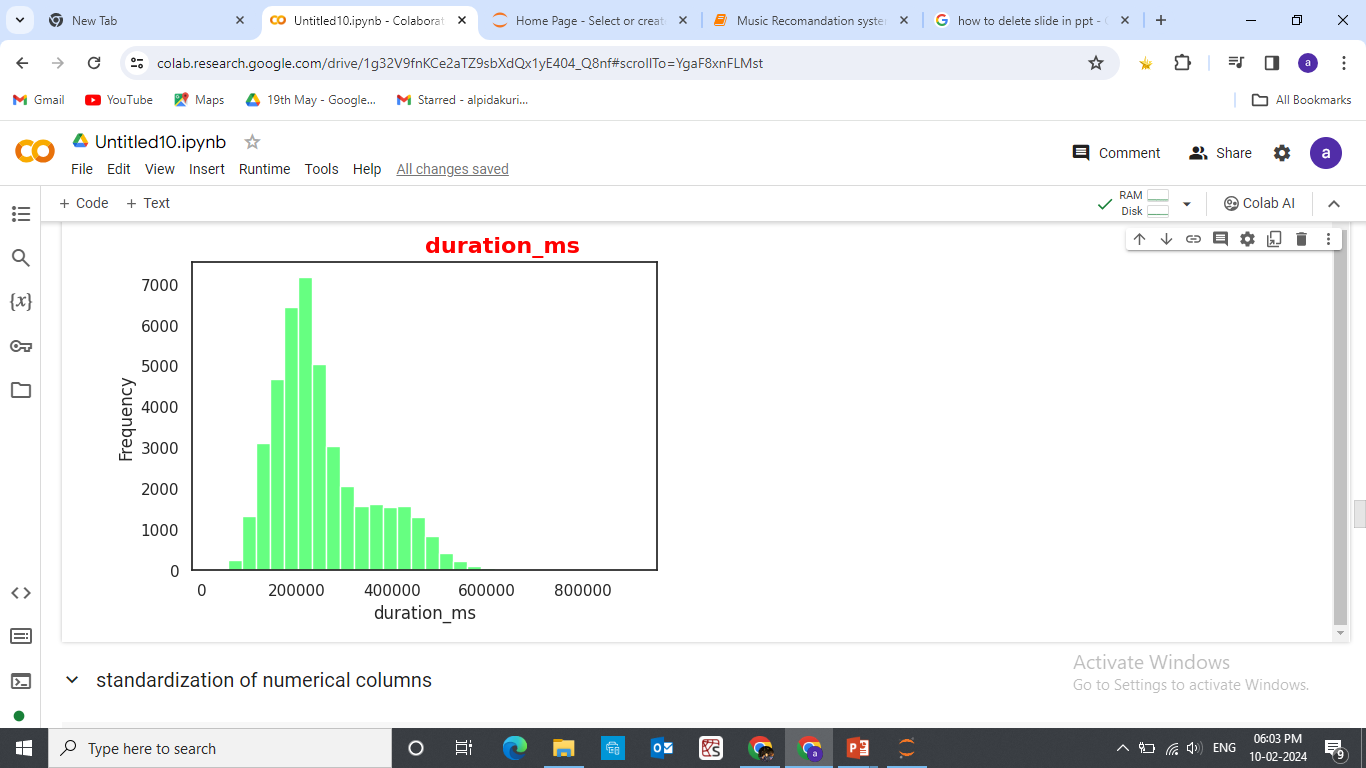 New Tab
Untitled10.ipynb - Colaborat
Home Page - Select or creat
Music Recomandation syste
how to delete slide in ppt -
colab.research.google.com/drive/1g32V9fnKCe2aTZ9sbXdQx1yE404_Q8nf#scrollTo=YgaF8xnFLMst
a
Gmail
YouTube
Maps
19th May - Google...
Starred - alpidakuri...
All Bookmarks
Untitled10.ipynb
File Edit View Insert Runtime Tools Help All changes saved
Comment
Share
a
+ Code + Text
RAM
Disk
Colab AI
{x}
duration_ms
7000
6000
5000
4000
3000
2000
1000
0
Frequency
0 200000 400000 600000 800000
duration_ms
standardization of numerical columns
Activate Windows
Go to Settings to activate Windows.
Type here to search
ENG
06:03 PM
10-02-2024
9